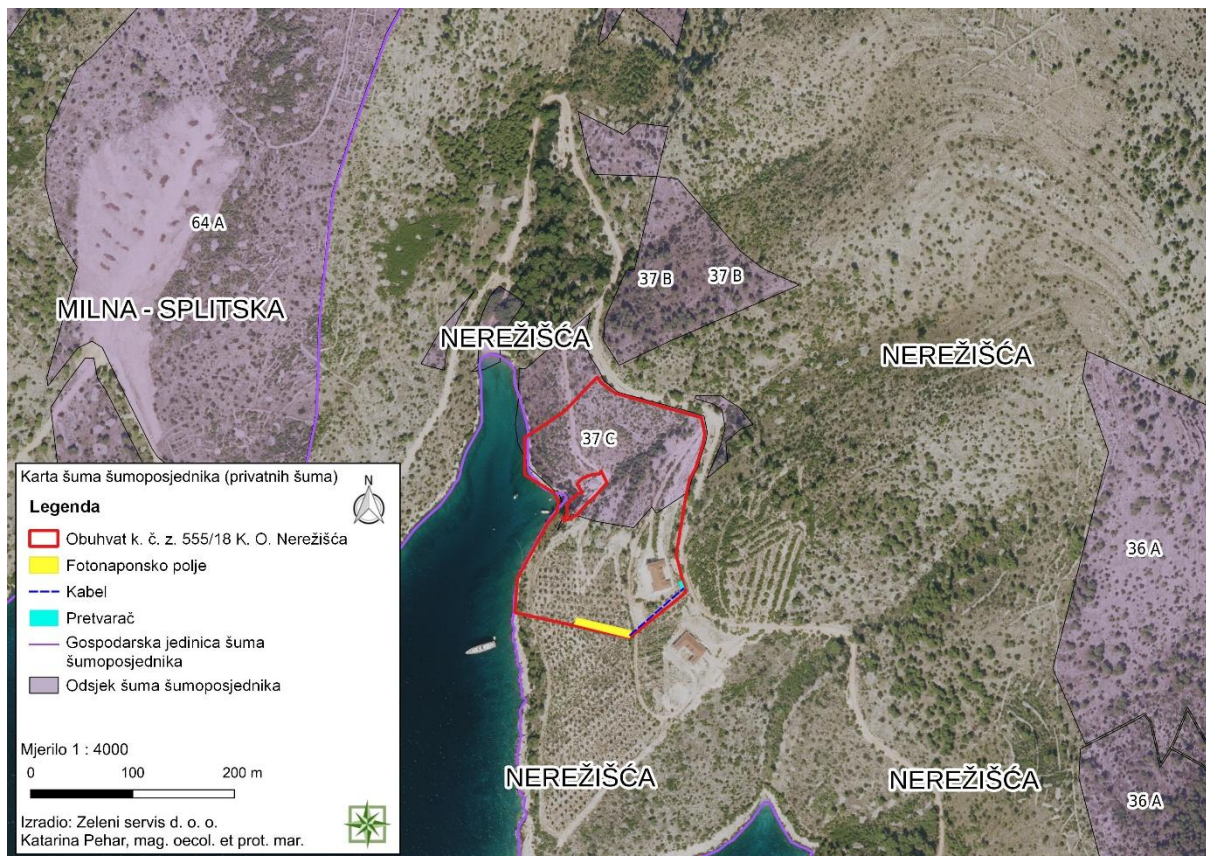 64 A
MILNA - SPLITSKA
37 B
37 B
NEREŽIŠĆA
NEREŽIŠĆA
37 C
36 A
NEREŽIŠĆA
NEREŽIŠĆA
36 A
Karta šuma šumoposjednika (privatnih šuma)
N
Legenda
Obuhvat k. č. z. 555/18 K. O. Nerežišća
Fotonaponsko polje
Kabel
Pretvarač
Gospodarska jedinica šuma
šumoposjednika
Odsjek šuma šumoposjednika
Mjerilo 1 : 4000
0 100 200 m
Izradio: Zeleni servis d. o. o.
Katarina Pehar, mag. oecol. et prot. mar.